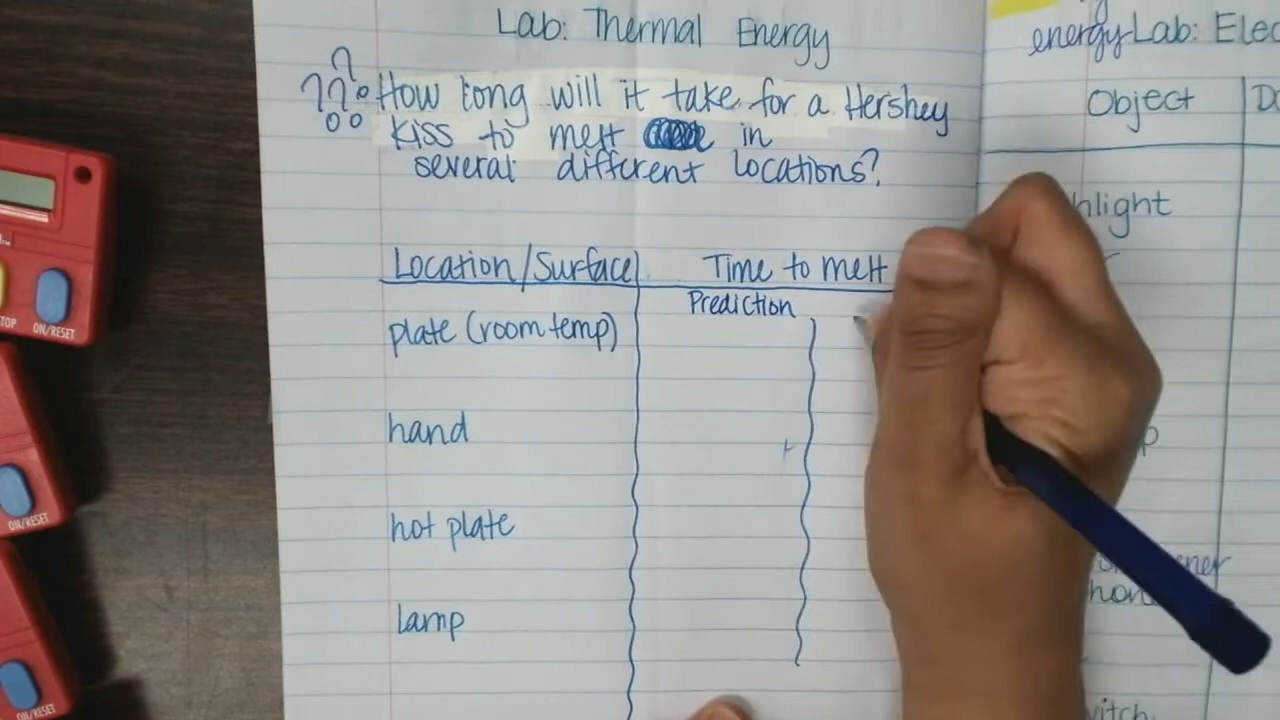 Lab: Thermal Energy
???
How long will it take for a Hershey
Kiss to melt in
several different locations?
Location/Surface Time to melt
Prediction
plate (room temp)
hand
hot plate
lamp
energy Lab:
Object
ON/RESET
ON/RESET
ON/RESET